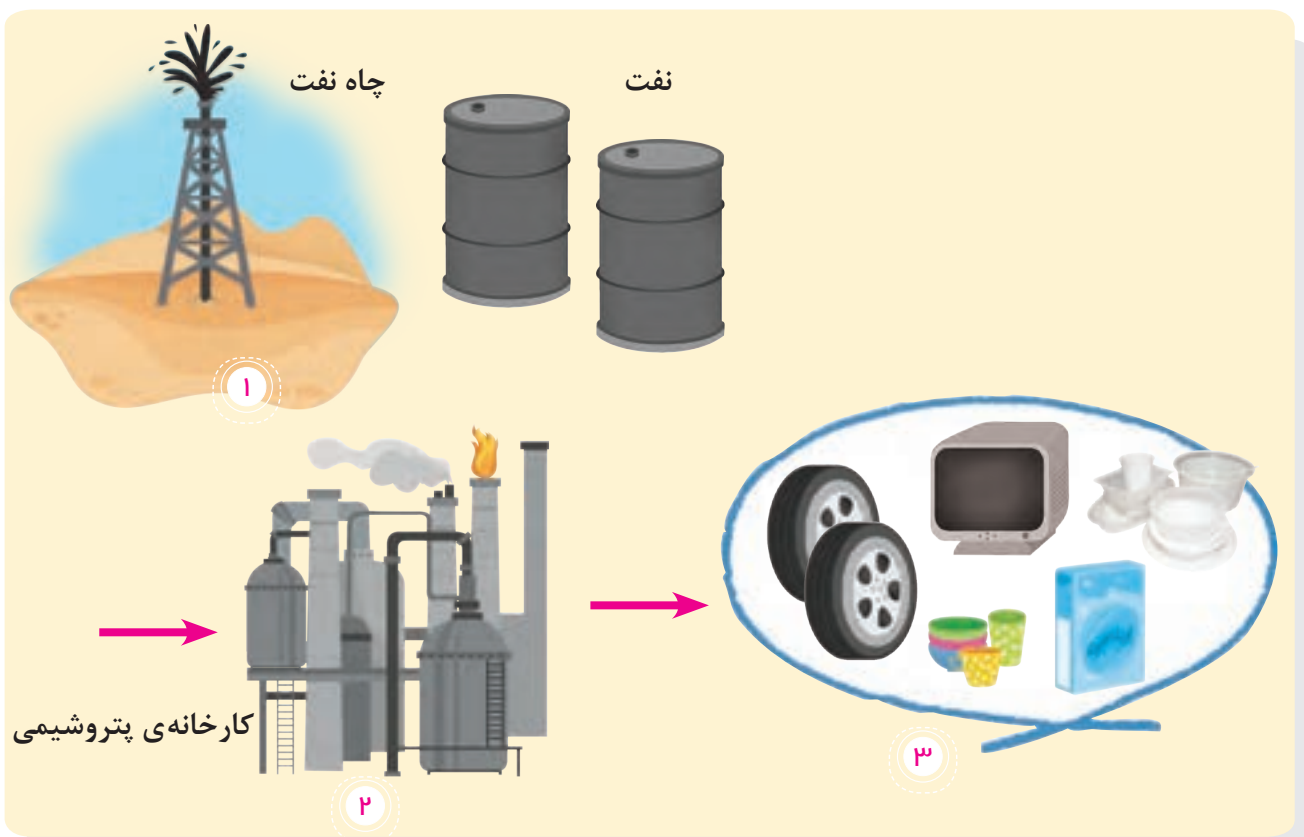 چاه نفت
نفت
۱
کارخانه‌ی پتروشیمی
۲
۳